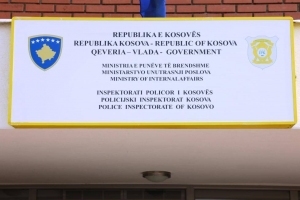 REPUBLIKA E KOSOVËS
REPUBLIKA KOSOVA - REPUBLIC OF KOSOVA
QEVERIA - VLADA - GOVERNMENT
MINISTRIA E PUNËVE TË BRENDSHME
MINISTARSTVO UNUTRASNJI POSLOVA
MINISTRY OF INTERNAL AFFAIRS
INSPEKTORATI POLICOR I KOSOVËS
POLICIJSKI INSPEKTORAT KOSOVA
POLICE INSPECTORATE OF KOSOVO